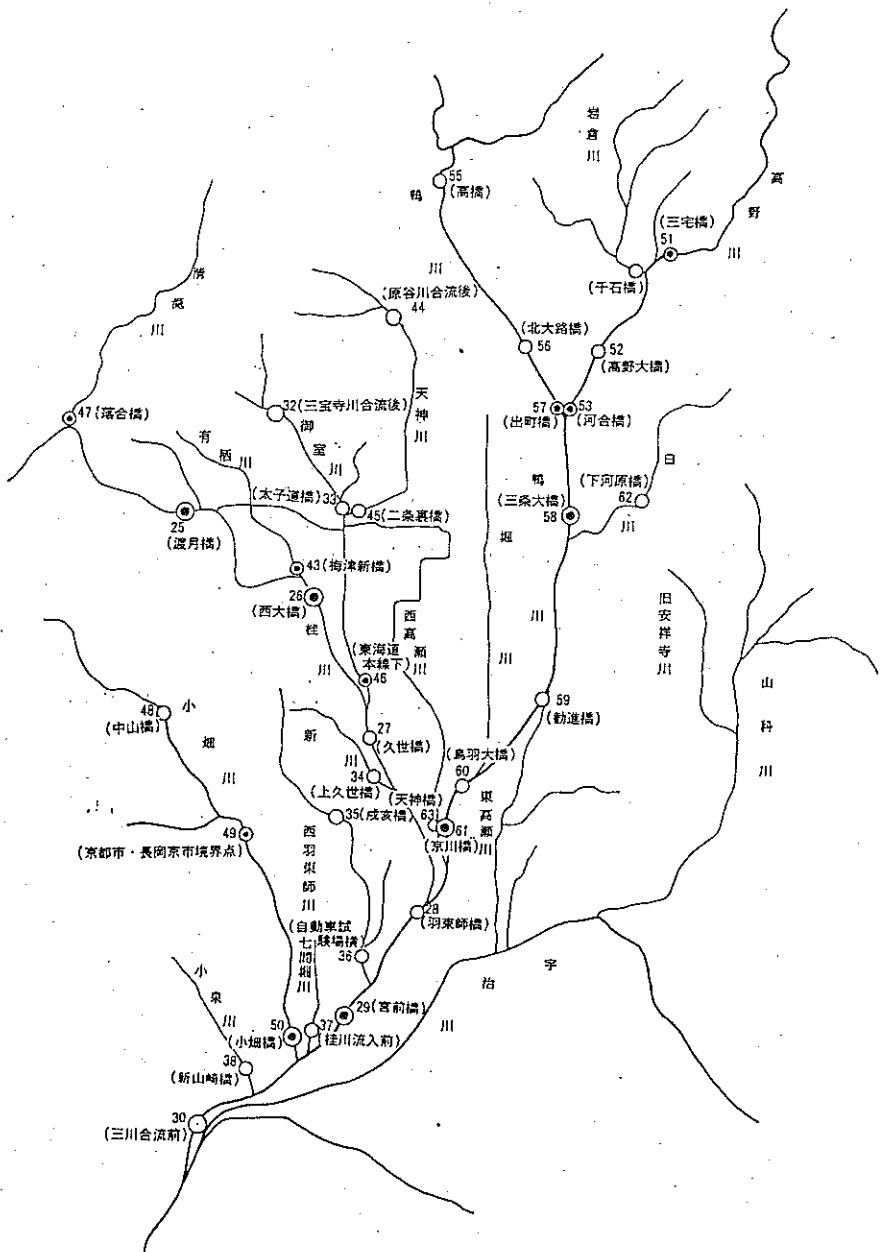 岩倉川
高野川
55
(高橋)
鴨川
(三宅橋)
51
(千石橋)
清滝川
(原谷川合流後)
44
(北大路橋)
56
52
(高野大橋)
天神川
47(落合橋)
32(三宝寺川合流後)
57
53
(出町橋)
(河合橋)
有栖川
御室川
白川
(下河原橋)
62
(太子道橋)
33
45(二条裏橋)
鴨川
(三条大橋)
58
25
(渡月橋)
堀川
43(梅津新橋)
26
(西大橋)
桂川
西高瀬川
旧安祥寺川
山科川
(東海道
本線下)
46
小畑川
48
(中山橋)
59
(勧進橋)
新川
27
(久世橋)
(鳥羽大橋)
60
34
(上久世橋)
(天神橋)
35(戌亥橋)
63
61
(京川橋)
東高瀬川
49
(京都市・長岡京市境界点)
西羽束師川
28
(羽束師橋)
(自動車試
験場横)
36
七間堀川
宇治川
小泉川
29(宮前橋)
50
(小畑橋)
37
(桂川流入前)
38
(新山崎橋)
30
(三川合流前)